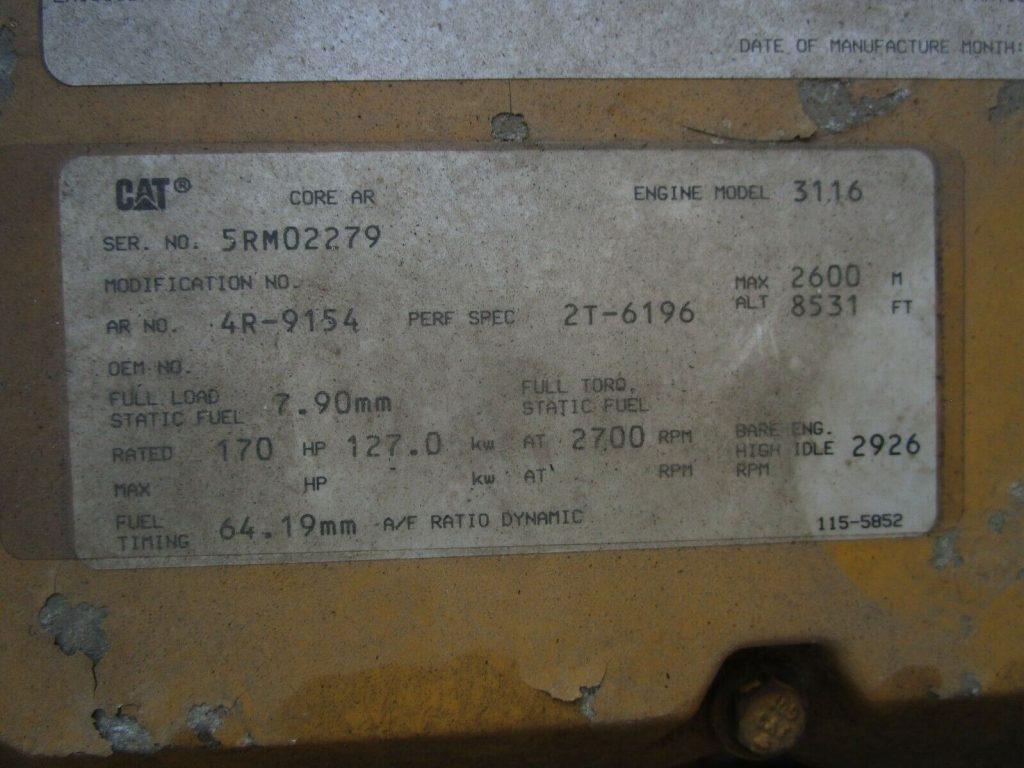 DATE OF MANUFACTURE MONTH:
CAT® CORE AR ENGINE MODEL 3116
SER. NO. 5RM02279
MODIFICATION NO. MAX 2600 M
AR NO. 4R-9154 PERF SPEC 2T-6196 ALT 8531 FT
OEM NO.
FULL LOAD 7.90mm FULL TORQ.
STATIC FUEL STATIC FUEL
RATED 170 HP 127.0 kw AT 2700 RPM BARE ENG.
HIGH IDLE 2926
MAX HP kw AT RPM RPM
FUEL 64.19mm A/F RATIO DYNAMIC
TIMING 115-5852